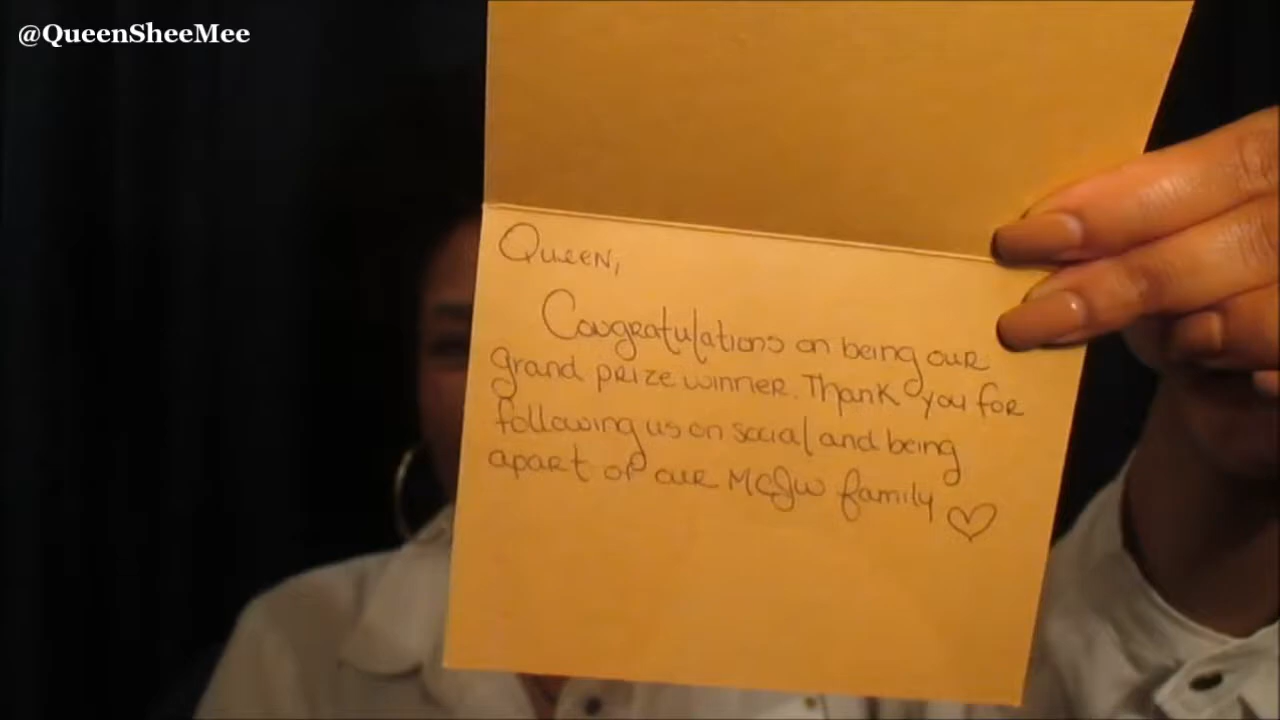 @QueenSheeMee
Queen,
Congratulations on being our
grand prize winner. Thank you for
following us on social and being
apart of our MCJW family ♡